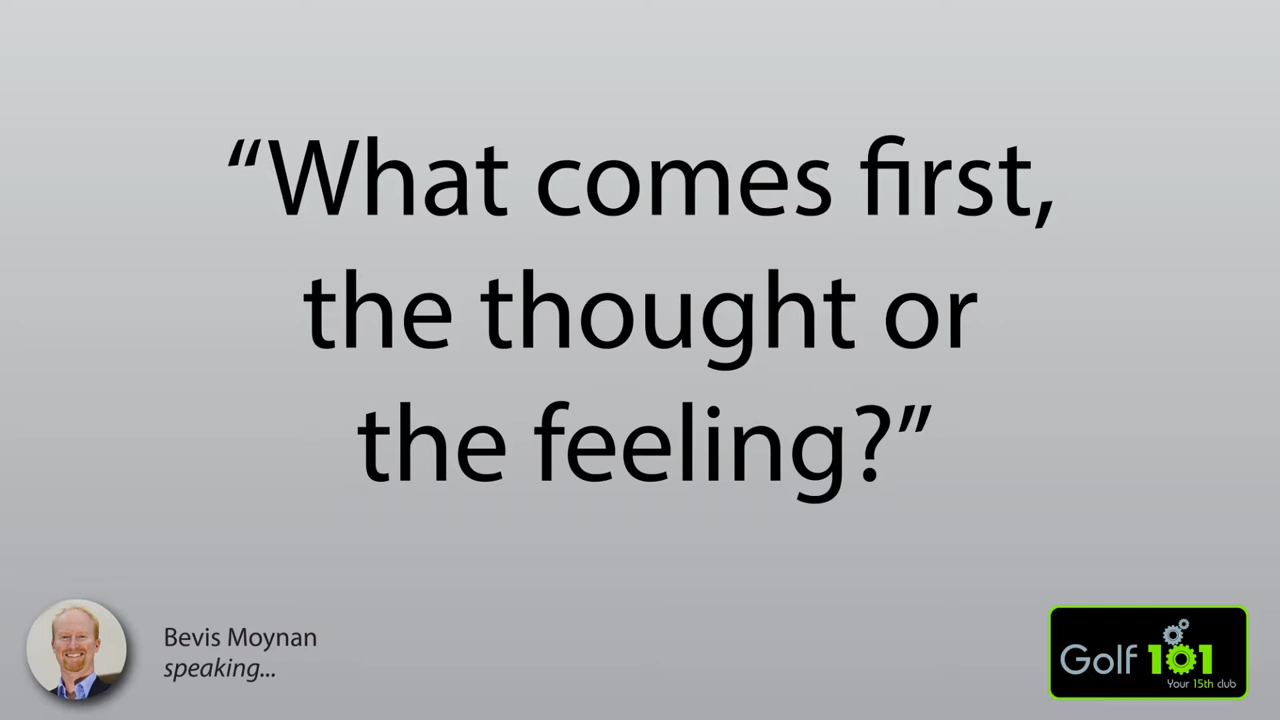 “What comes first,
the thought or
the feeling?”
Bevis Moynan
speaking...
Golf 101
Your 15th club